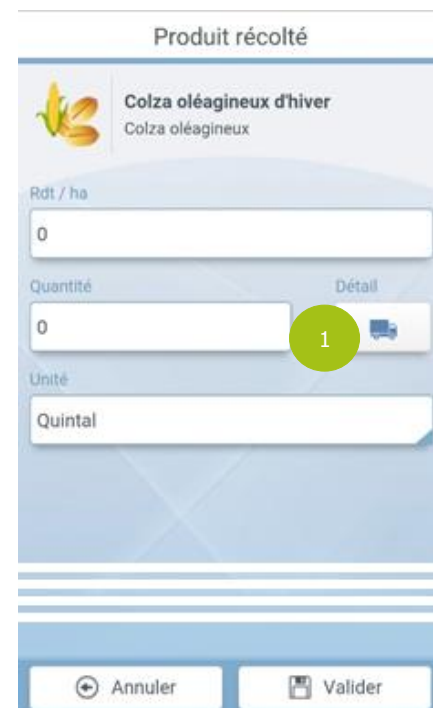 Produit récolté
Colza oléagineux d'hiver
Colza oléagineux
Rdt / ha
0
Quantité
Détail
0
1
Unité
Quintal
Annuler
Valider